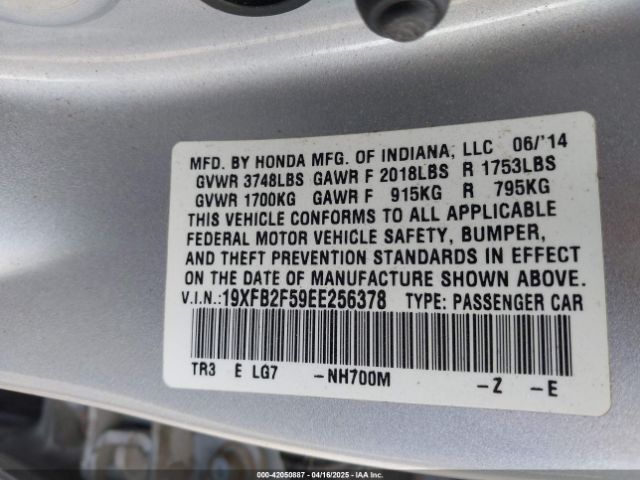 MFD. BY HONDA MFG. OF INDIANA, LLC 06/'14
GVWR 3748LBS GAWR F 2018LBS R 1753LBS
GVWR 1700KG GAWR F 915KG R 795KG
THIS VEHICLE CONFORMS TO ALL APPLICABLE
FEDERAL MOTOR VEHICLE SAFETY, BUMPER,
AND THEFT PREVENTION STANDARDS IN EFFECT
ON THE DATE OF MANUFACTURE SHOWN ABOVE.
V.I.N.:19XFB2F59EE256378 TYPE: PASSENGER CAR
TR3 E LG7 -NH700M -Z -E
000-42050887 04/16/2025 IAAI.COM